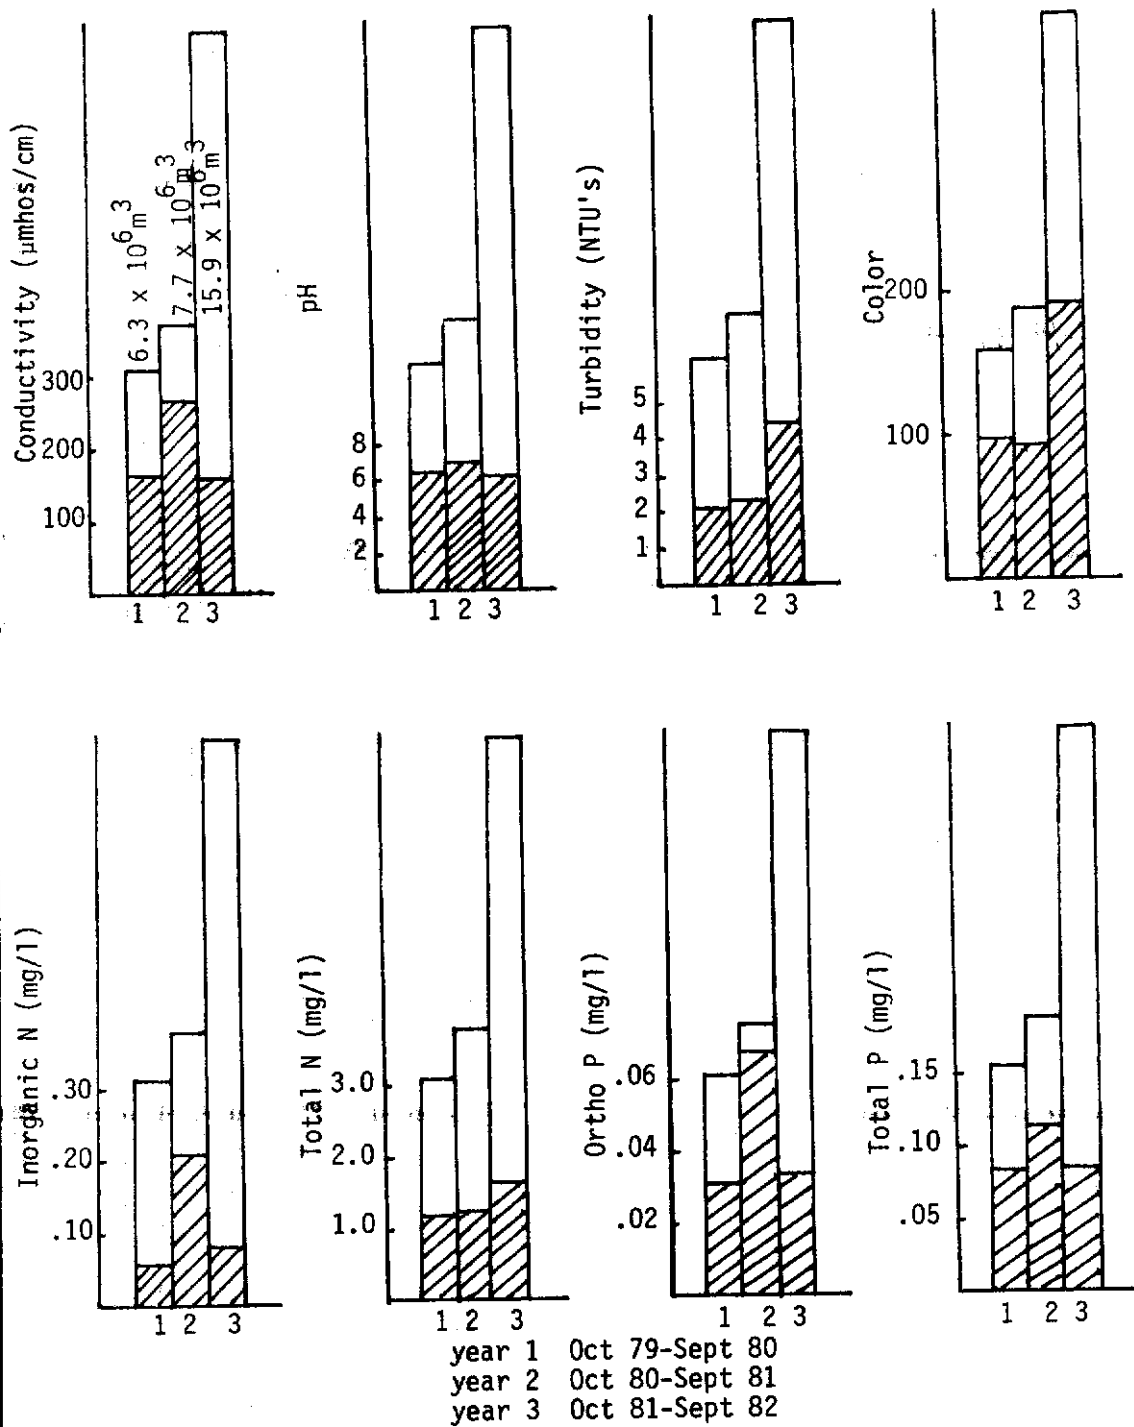 Conductivity (μmhos/cm)
300
200
100
6.3 x 10⁶m³
7.7 x 10⁶m³
15.9 x 10⁶m³
1 2 3
pH
8
6
4
2
1 2 3
Turbidity (NTU's)
5
4
3
2
1
1 2 3
Color
200
100
1 2 3
Inorganic N (mg/l)
.30
.20
.10
1 2 3
Total N (mg/l)
3.0
2.0
1.0
1 2 3
Ortho P (mg/l)
.06
.04
.02
1 2 3
Total P (mg/l)
.15
.10
.05
1 2 3
year 1 Oct 79-Sept 80
year 2 Oct 80-Sept 81
year 3 Oct 81-Sept 82